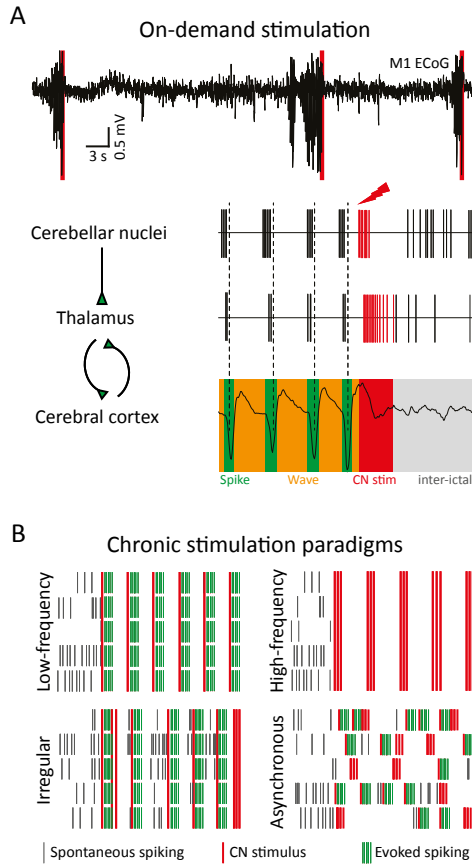 A
On-demand stimulation
M1 ECoG
3 s
0.5 mV
Cerebellar nuclei
Thalamus
Cerebral cortex
Spike
Wave
CN stim
inter-ictal
B
Chronic stimulation paradigms
Low-frequency
High-frequency
Irregular
Asynchronous
Spontaneous spiking
CN stimulus
Evoked spiking